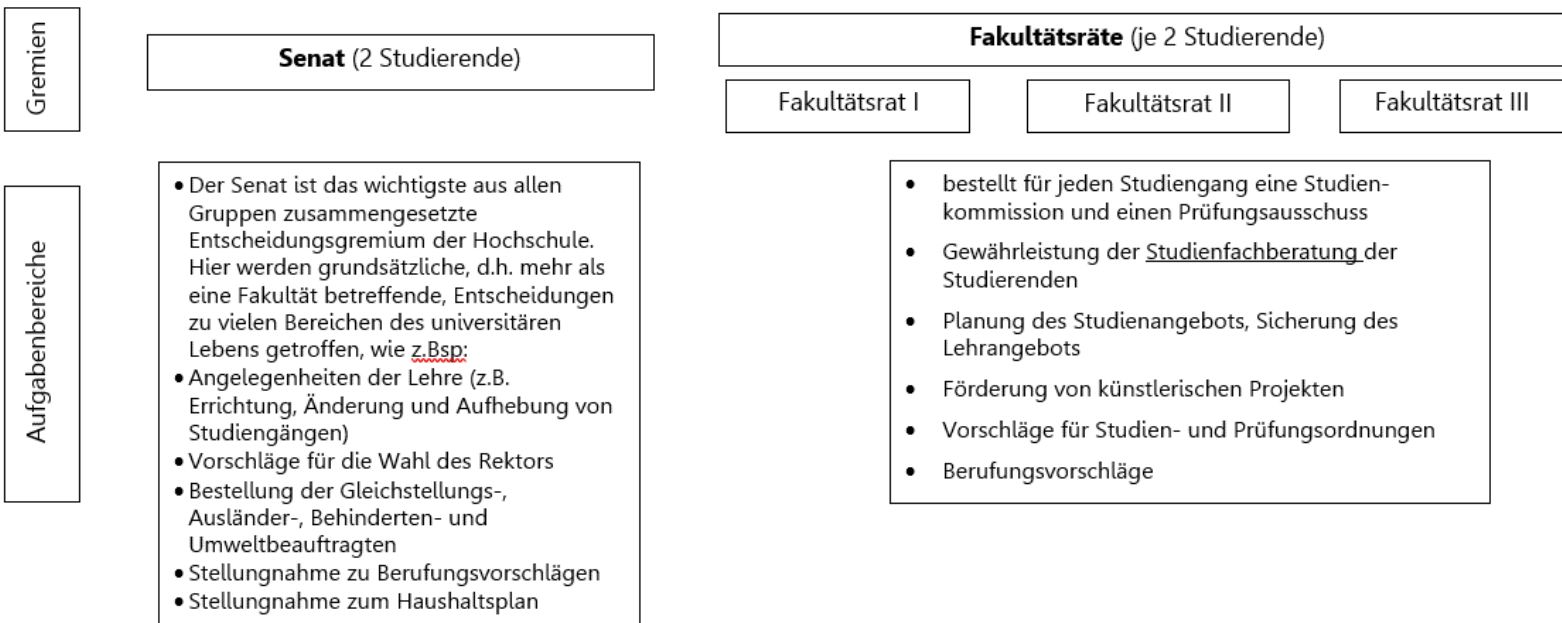 Gremien
Senat (2 Studierende)
Fakultätsräte (je 2 Studierende)
Fakultätsrat I
Fakultätsrat II
Fakultätsrat III
Aufgabenbereiche
• Der Senat ist das wichtigste aus allen
Gruppen zusammengesetzte
Entscheidungsgremium der Hochschule.
Hier werden grundsätzliche, d.h. mehr als
eine Fakultät betreffende, Entscheidungen
zu vielen Bereichen des universitären
Lebens getroffen, wie z.Bsp:
• Angelegenheiten der Lehre (z.B.
Errichtung, Änderung und Aufhebung von
Studiengängen)
• Vorschläge für die Wahl des Rektors
• Bestellung der Gleichstellungs-,
Ausländer-, Behinderten- und
Umweltbeauftragten
• Stellungnahme zu Berufungsvorschlägen
• Stellungnahme zum Haushaltsplan
• bestellt für jeden Studiengang eine Studien-
kommission und einen Prüfungsausschuss
• Gewährleistung der Studienfachberatung der
Studierenden
• Planung des Studienangebots, Sicherung des
Lehrangebots
• Förderung von künstlerischen Projekten
• Vorschläge für Studien- und Prüfungsordnungen
• Berufungsvorschläge